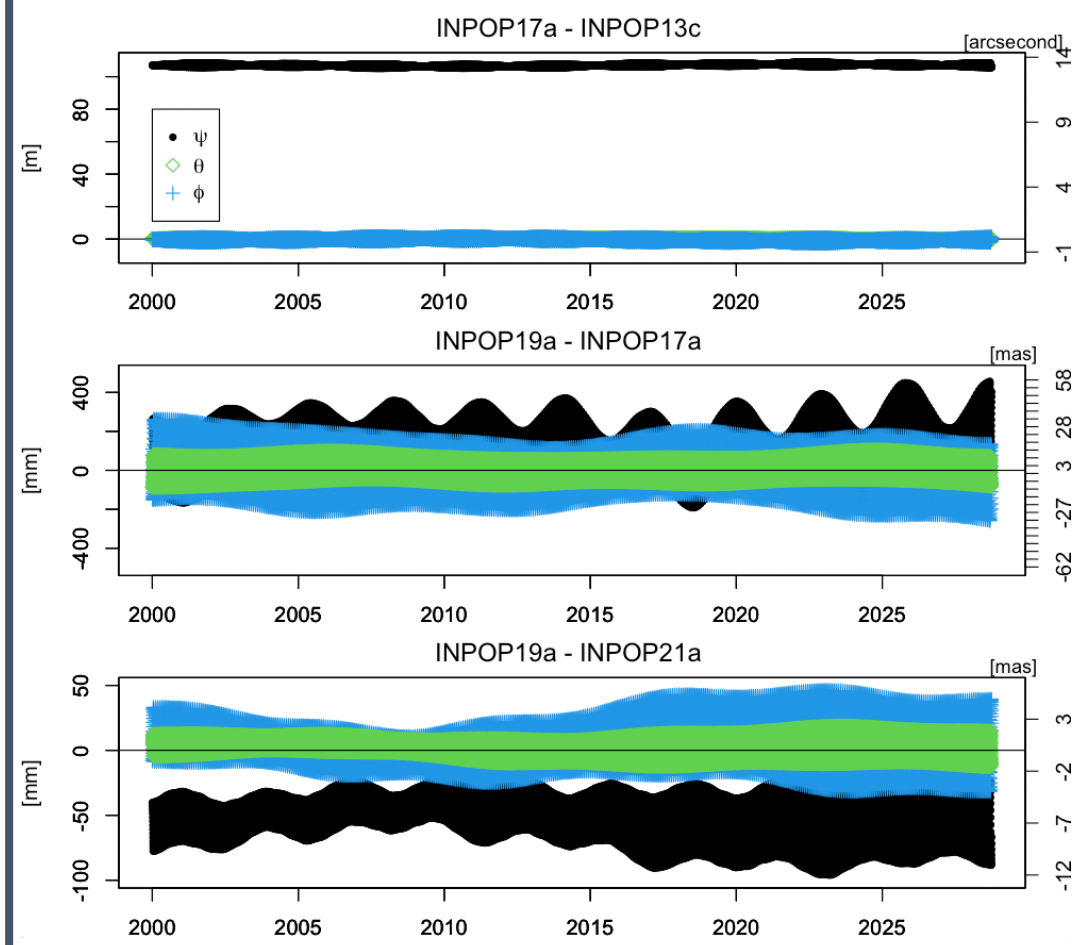 INPOP17a - INPOP13c
[arcsecond]
[m]
0 40 80
-1 4 9 14
ψ
θ
ϕ
2000 2005 2010 2015 2020 2025
INPOP19a - INPOP17a
[mas]
[mm]
-400 0 400
-62 -27 3 28 58
2000 2005 2010 2015 2020 2025
INPOP19a - INPOP21a
[mas]
[mm]
-100 -50 0 50
-12 -7 -2 3
2000 2005 2010 2015 2020 2025